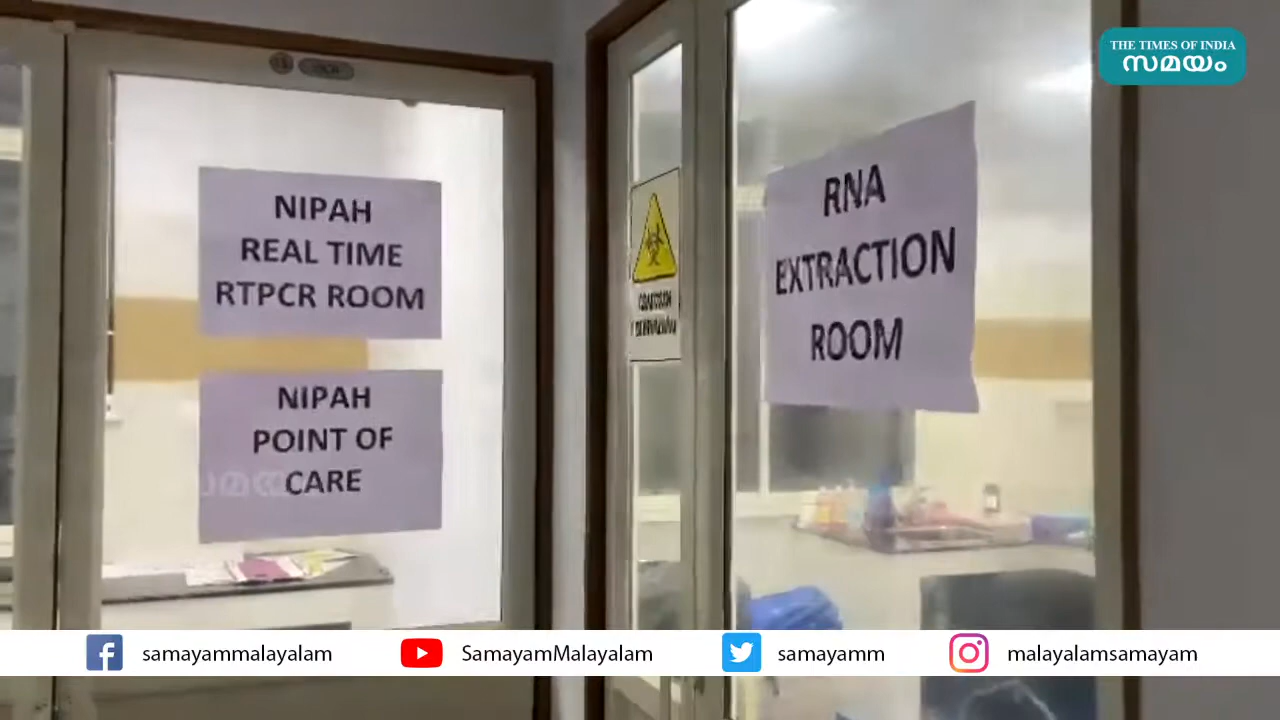 THE TIMES OF INDIA
സമയം
NIPAH
REAL TIME
RTPCR ROOM
NIPAH
POINT OF
CARE
RNA
EXTRACTION
ROOM
samayammaliyalam
SamayamMalayalam
samayamm
malayalamsamayam